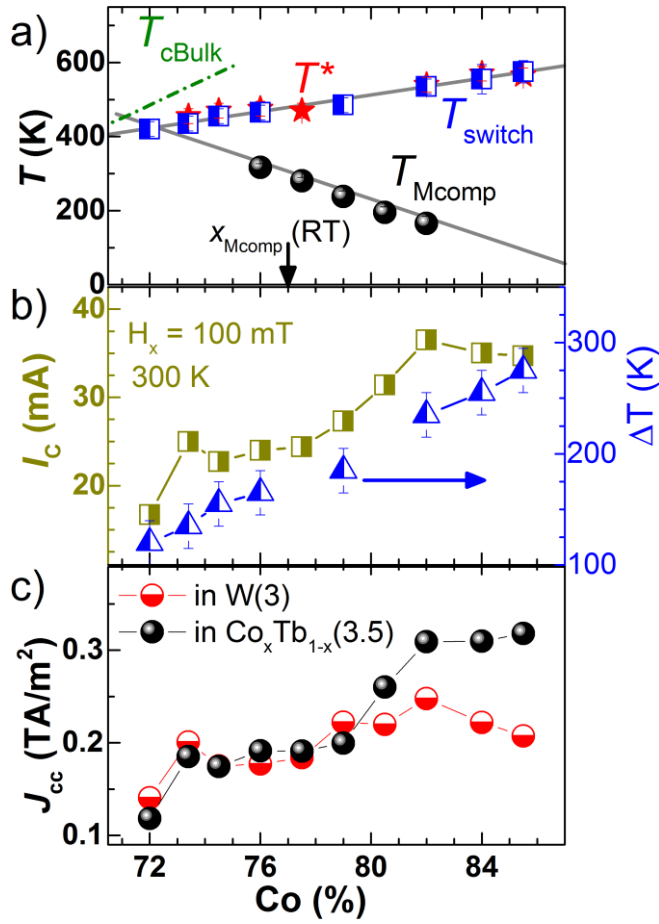 a)
T_cBulk
T*
T_switch
T_Mcomp
x_Mcomp (RT)
600
400
200
0
T (K)
b)
H_x = 100 mT
300 K
40
35
20
I_C (mA)
300
200
100
ΔT (K)
c)
in W(3)
in Co_xTb_1-x(3.5)
0.3
0.2
0.1
J_cc (TA/m²)
72 76 80 84
Co (%)